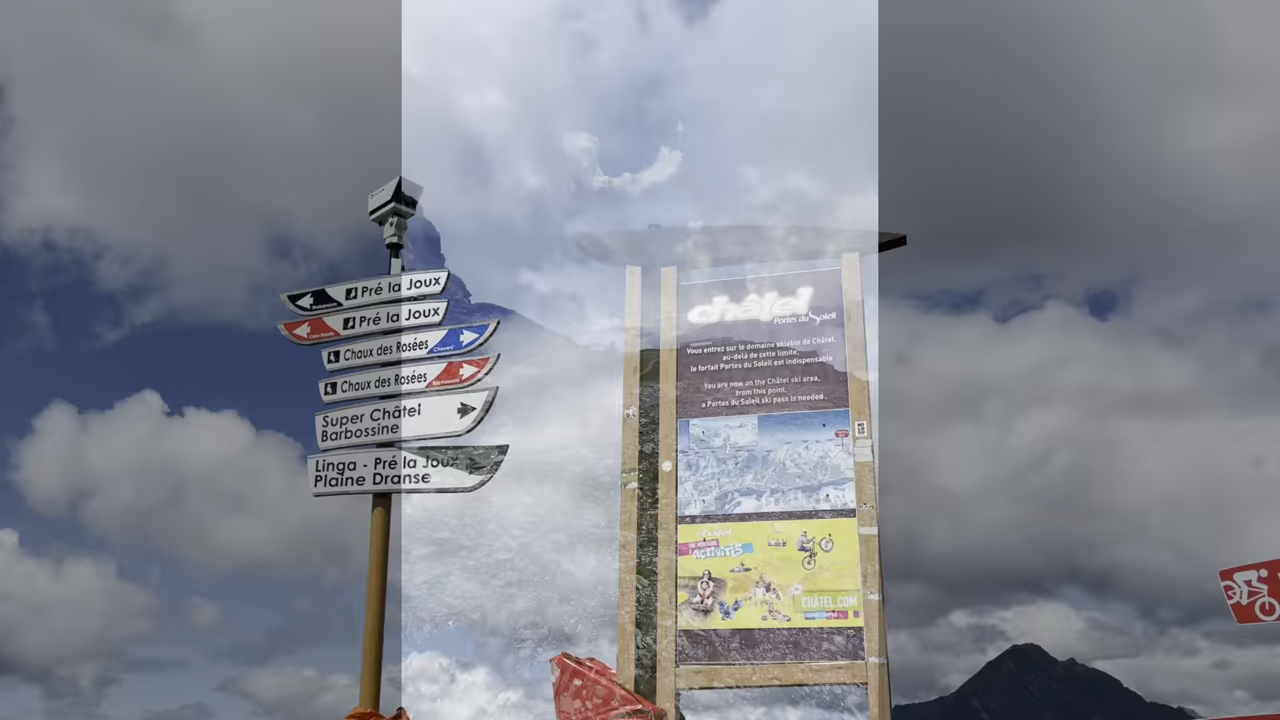 Pré la Joux
Pré la Joux
Chaux des Rosées
Chaux des Rosées
Super Châtel
Barbossine
Linga - Pré la Joux
Plaine Dranse
châtel
Portes du Soleil
Vous entrez sur le domaine skiable de Châtel,
au-delà de cette limite,
le forfait Portes du Soleil est indispensable
You are now on the Châtel ski area,
from this point,
a Portes du Soleil ski pass is needed
ACTIVITÉS
CHÂTEL.COM